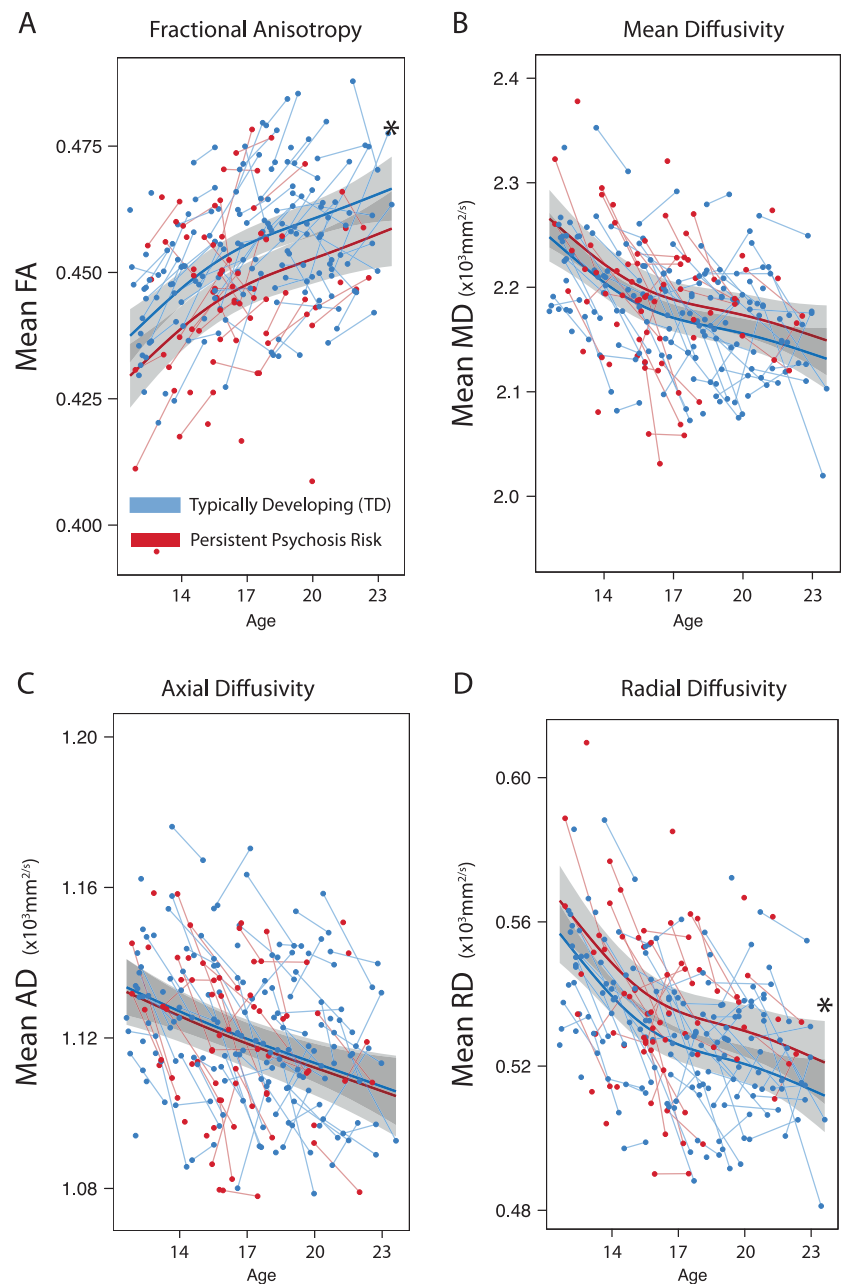 A
Fractional Anisotropy
Mean FA
0.475
0.450
0.425
0.400
*
Typically Developing (TD)
Persistent Psychosis Risk
14
17
20
23
Age
B
Mean Diffusivity
Mean MD (x10³mm²/s)
2.4
2.3
2.2
2.1
2.0
14
17
20
23
Age
C
Axial Diffusivity
Mean AD (x10³mm²/s)
1.20
1.16
1.12
1.08
14
17
20
23
Age
D
Radial Diffusivity
Mean RD (x10³mm²/s)
0.60
0.56
0.52
0.48
*
14
17
20
23
Age